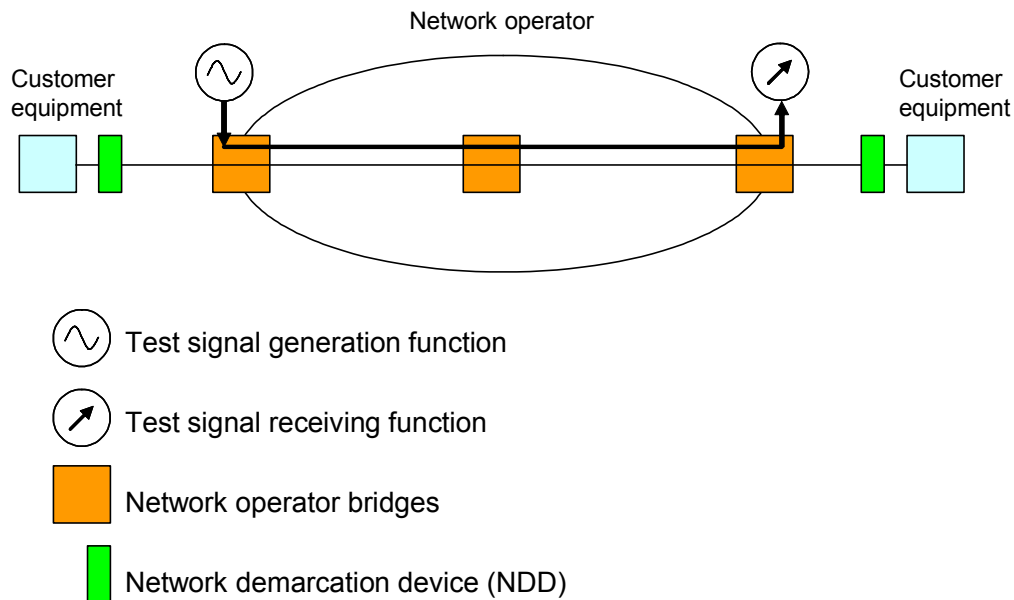 Network operator
Customer
equipment
Customer
equipment
Test signal generation function
Test signal receiving function
Network operator bridges
Network demarcation device (NDD)